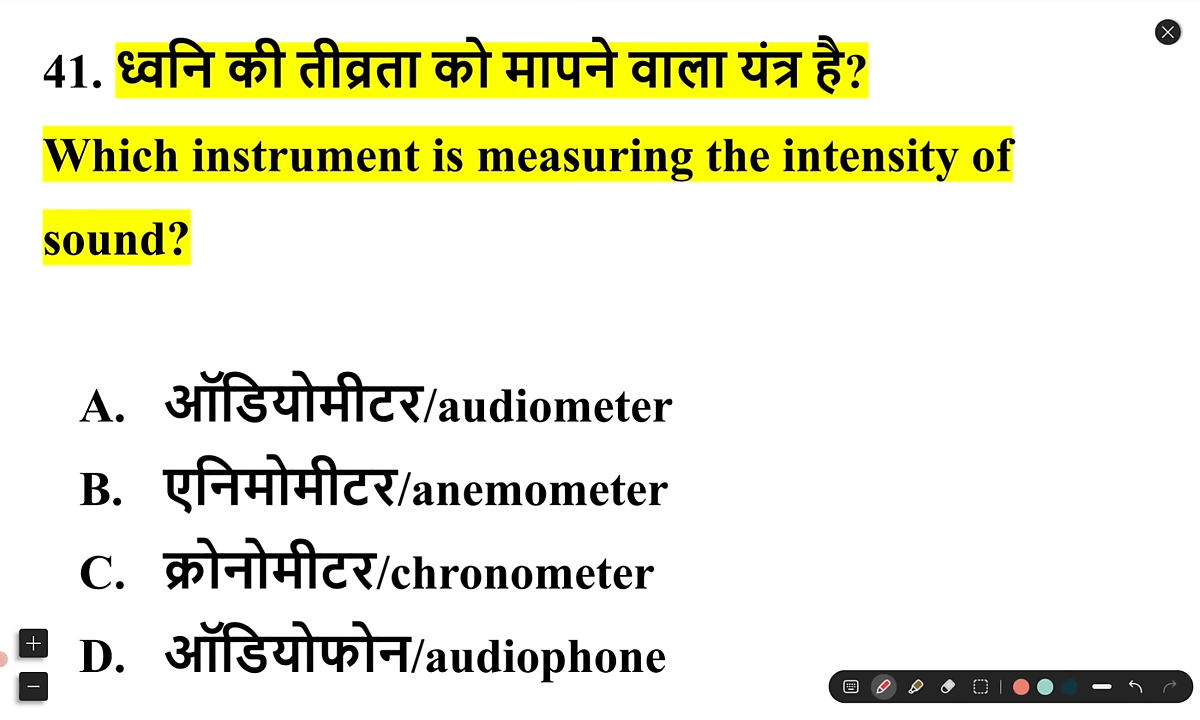 41. ध्वनि की तीव्रता को मापने वाला यंत्र है?
Which instrument is measuring the intensity of
sound?
A. ऑडियोमीटर/audiometer
B. एनिमोमीटर/anemometer
C. क्रोनोमीटर/chronometer
D. ऑडियोफोन/audiophone